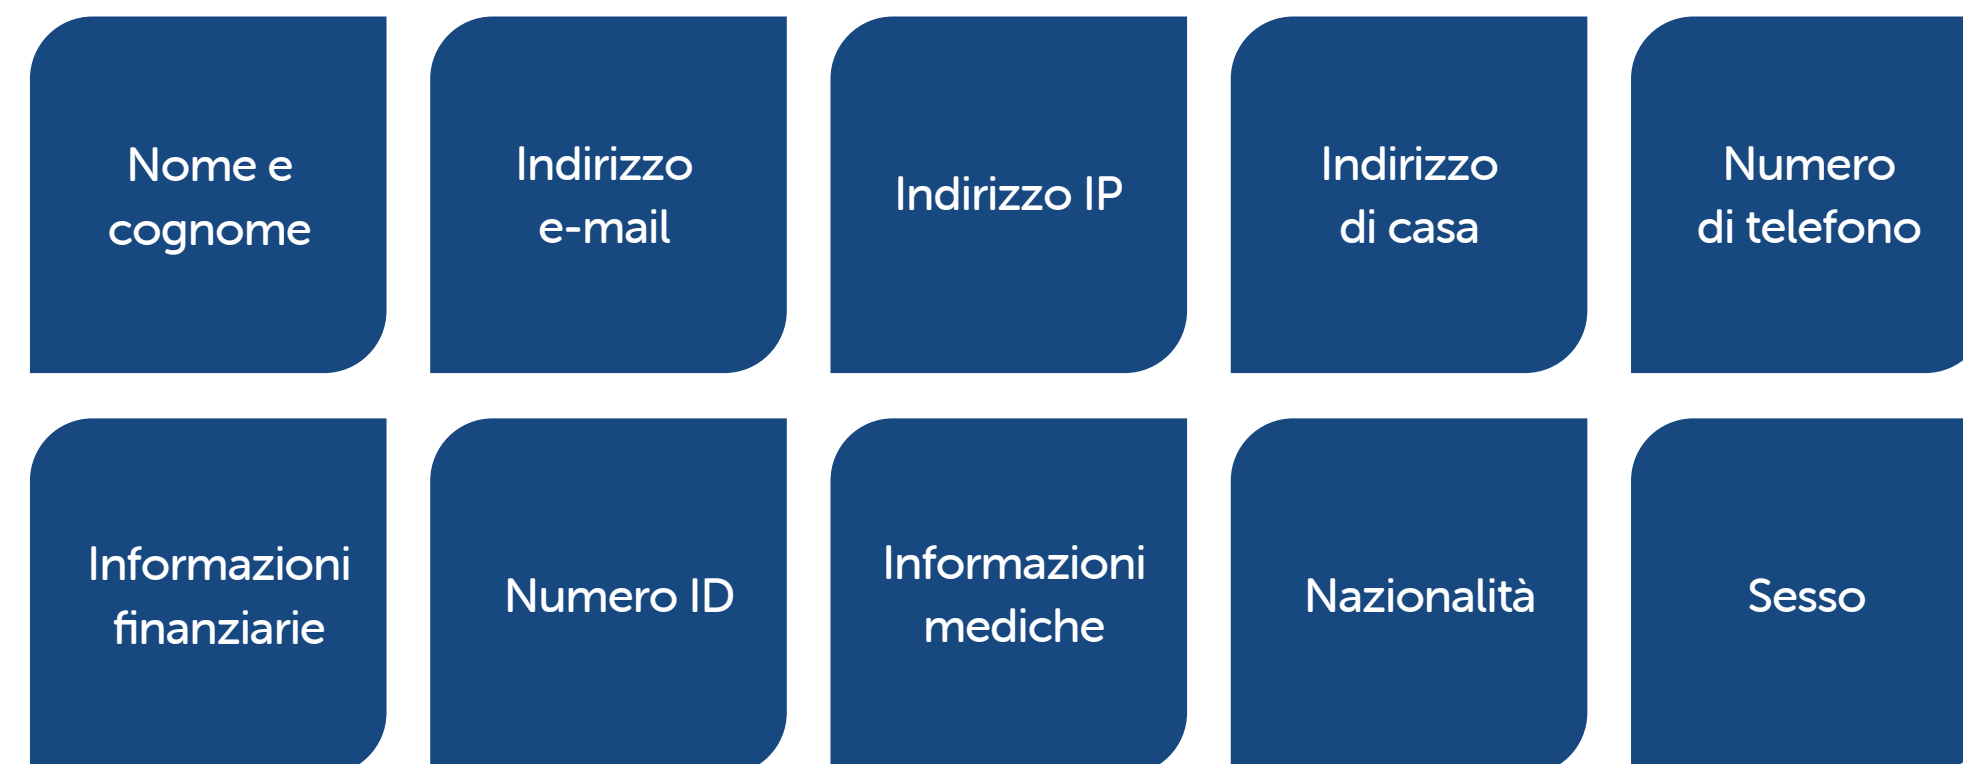 Nome e
cognome
Indirizzo
e-mail
Indirizzo IP
Indirizzo
di casa
Numero
di telefono
Informazioni
finanziarie
Numero ID
Informazioni
mediche
Nazionalità
Sesso